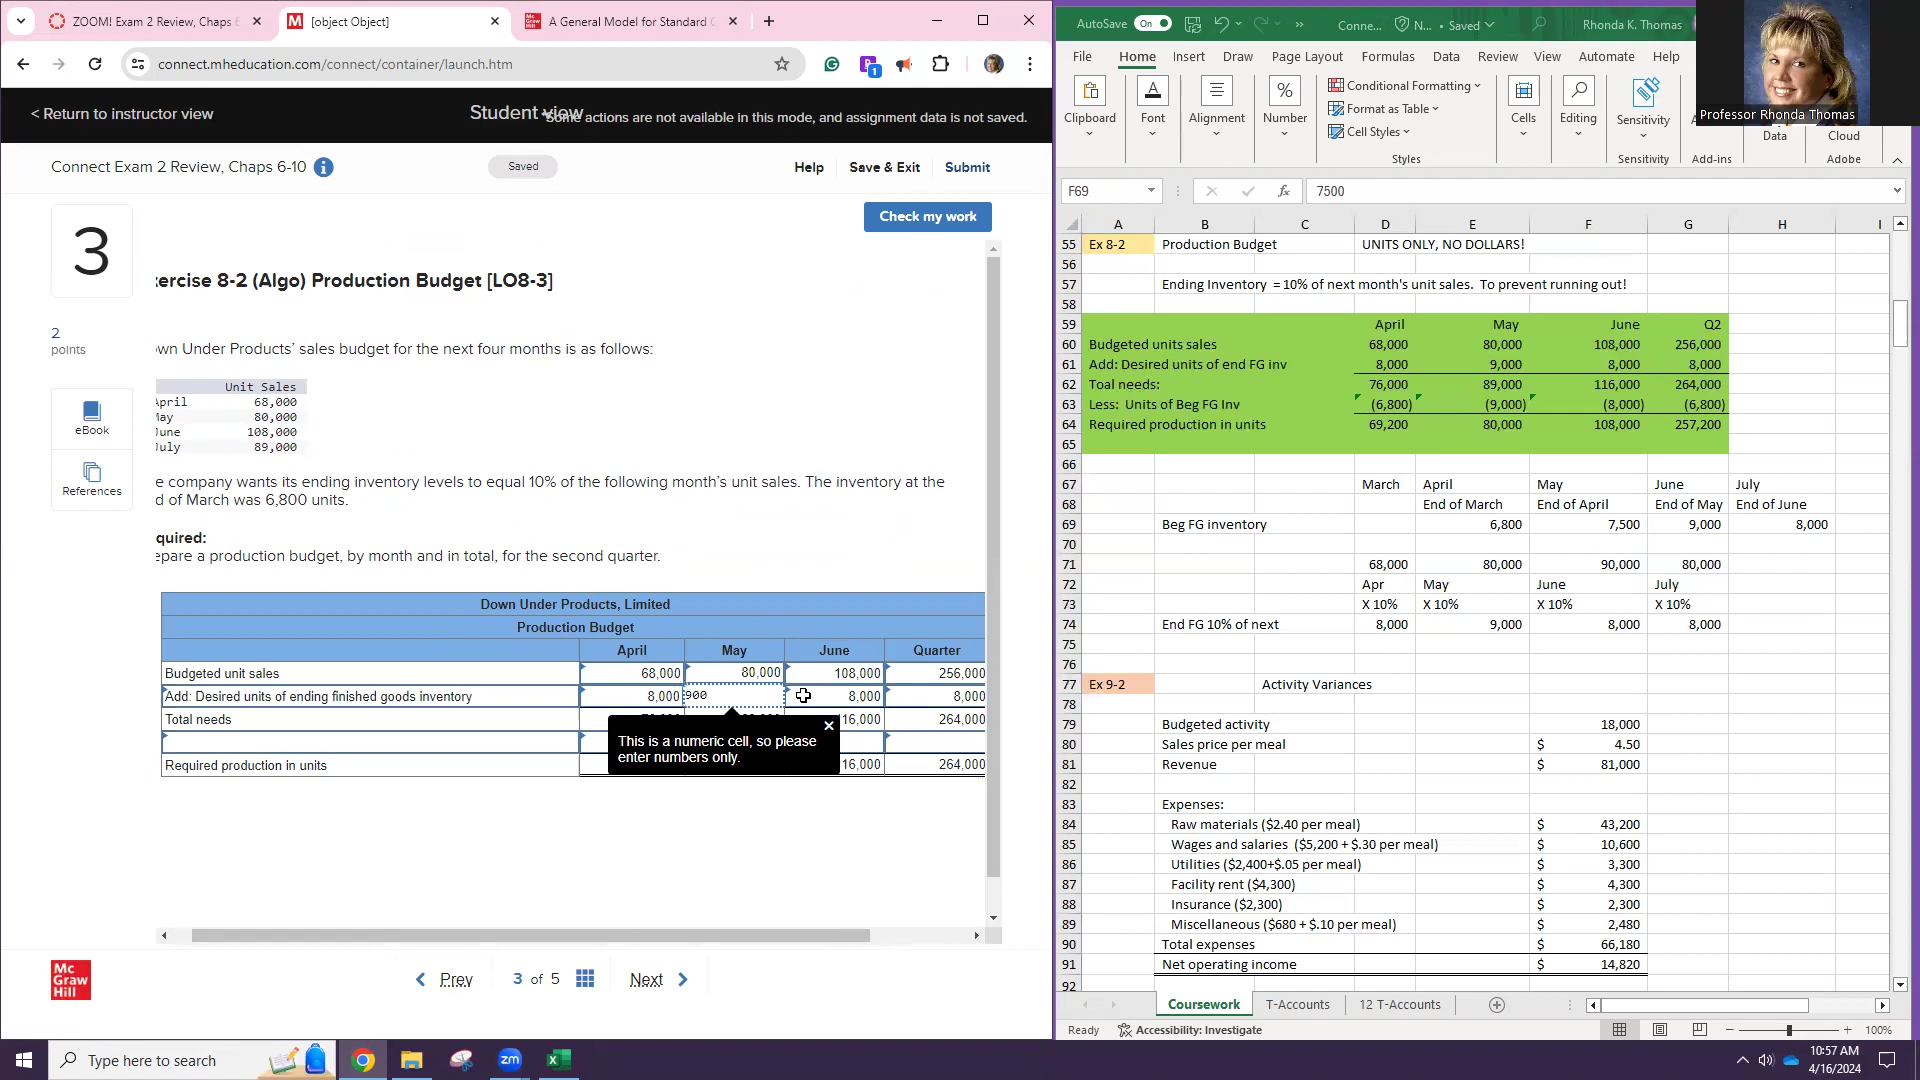 ZOOM! Exam 2 Review, Chaps 6
[object Object]
A General Model for Standard C
connect.mheducation.com/connect/container/launch.htm
1
< Return to instructor view
Student view
Some actions are not available in this mode, and assignment data is not saved.
Connect Exam 2 Review, Chaps 6-10
Saved
Help
Save & Exit
Submit
Check my work
3
2
points
eBook
References
ercise 8-2 (Algo) Production Budget [LO8-3]
wn Under Products' sales budget for the next four months is as follows:
Unit Sales
April 68,000
May 80,000
June 108,000
July 89,000
e company wants its ending inventory levels to equal 10% of the following month's unit sales. The inventory at the
d of March was 6,800 units.
quired:
epare a production budget, by month and in total, for the second quarter.
Down Under Products, Limited
Production Budget
April May June Quarter
Budgeted unit sales 68,000 80,000 108,000 256,000
Add: Desired units of ending finished goods inventory 8,000 900 8,000 8,000
Total needs 16,000 264,000
This is a numeric cell, so please
enter numbers only.
Required production in units 16,000 264,000
Mc
Graw
Hill
Prev
3 of 5
Next
AutoSave On
Conne...
N... • Saved
Rhonda K. Thomas
File Home Insert Draw Page Layout Formulas Data Review View Automate Help
Clipboard
Font
Alignment
Number
%
Conditional Formatting
Format as Table
Cell Styles
Styles
Cells
Editing
Sensitivity
Sensitivity
Add-ins
Data
Cloud
Adobe
Professor Rhonda Thomas
F69
fx
7500
A B C D E F G H I
55 Ex 8-2 Production Budget UNITS ONLY, NO DOLLARS!
56
57 Ending Inventory = 10% of next month's unit sales. To prevent running out!
58
59 April May June Q2
60 Budgeted units sales 68,000 80,000 108,000 256,000
61 Add: Desired units of end FG inv 8,000 9,000 8,000 8,000
62 Toal needs: 76,000 89,000 116,000 264,000
63 Less: Units of Beg FG Inv (6,800) (9,000) (8,000) (6,800)
64 Required production in units 69,200 80,000 108,000 257,200
65
66
67 March April May June July
68 End of March End of April End of May End of June
69 Beg FG inventory 6,800 7,500 9,000 8,000
70
71 68,000 80,000 90,000 80,000
72 Apr May June July
73 X 10% X 10% X 10% X 10%
74 End FG 10% of next 8,000 9,000 8,000 8,000
75
76
77 Ex 9-2 Activity Variances
78
79 Budgeted activity 18,000
80 Sales price per meal $ 4.50
81 Revenue $ 81,000
82
83 Expenses:
84 Raw materials ($2.40 per meal) $ 43,200
85 Wages and salaries ($5,200 + $.30 per meal) $ 10,600
86 Utilities ($2,400+$.05 per meal) $ 3,300
87 Facility rent ($4,300) $ 4,300
88 Insurance ($2,300) $ 2,300
89 Miscellaneous ($680 + $.10 per meal) $ 2,480
90 Total expenses $ 66,180
91 Net operating income $ 14,820
92
Coursework
T-Accounts
12 T-Accounts
Ready
Accessibility: Investigate
100%
Type here to search
zm
10:57 AM
4/16/2024